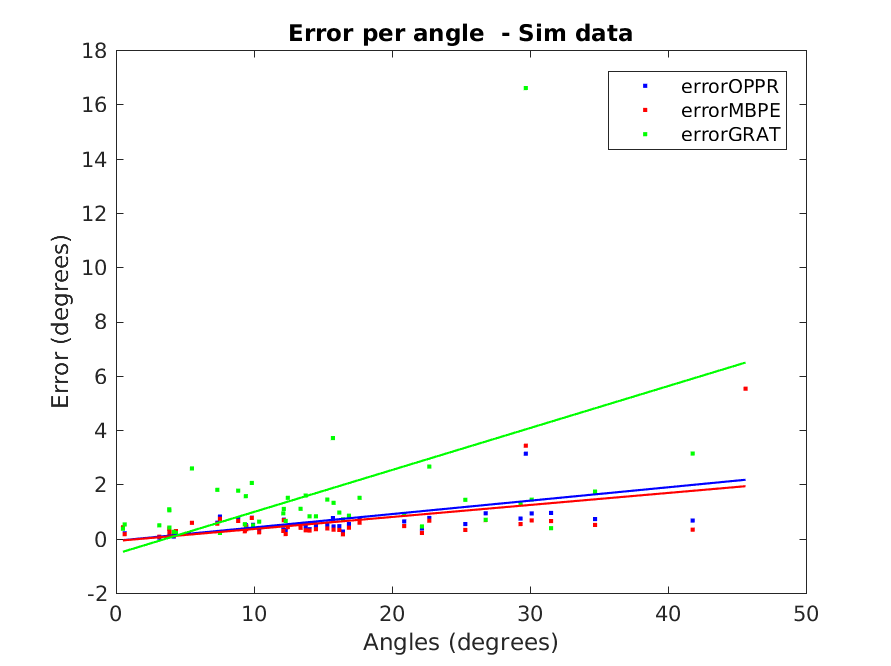 Error per angle - Sim data
18
16
14
12
10
8
6
4
2
0
-2
Error (degrees)
errorOPPR
errorMBPE
errorGRAT
0 10 20 30 40 50
Angles (degrees)